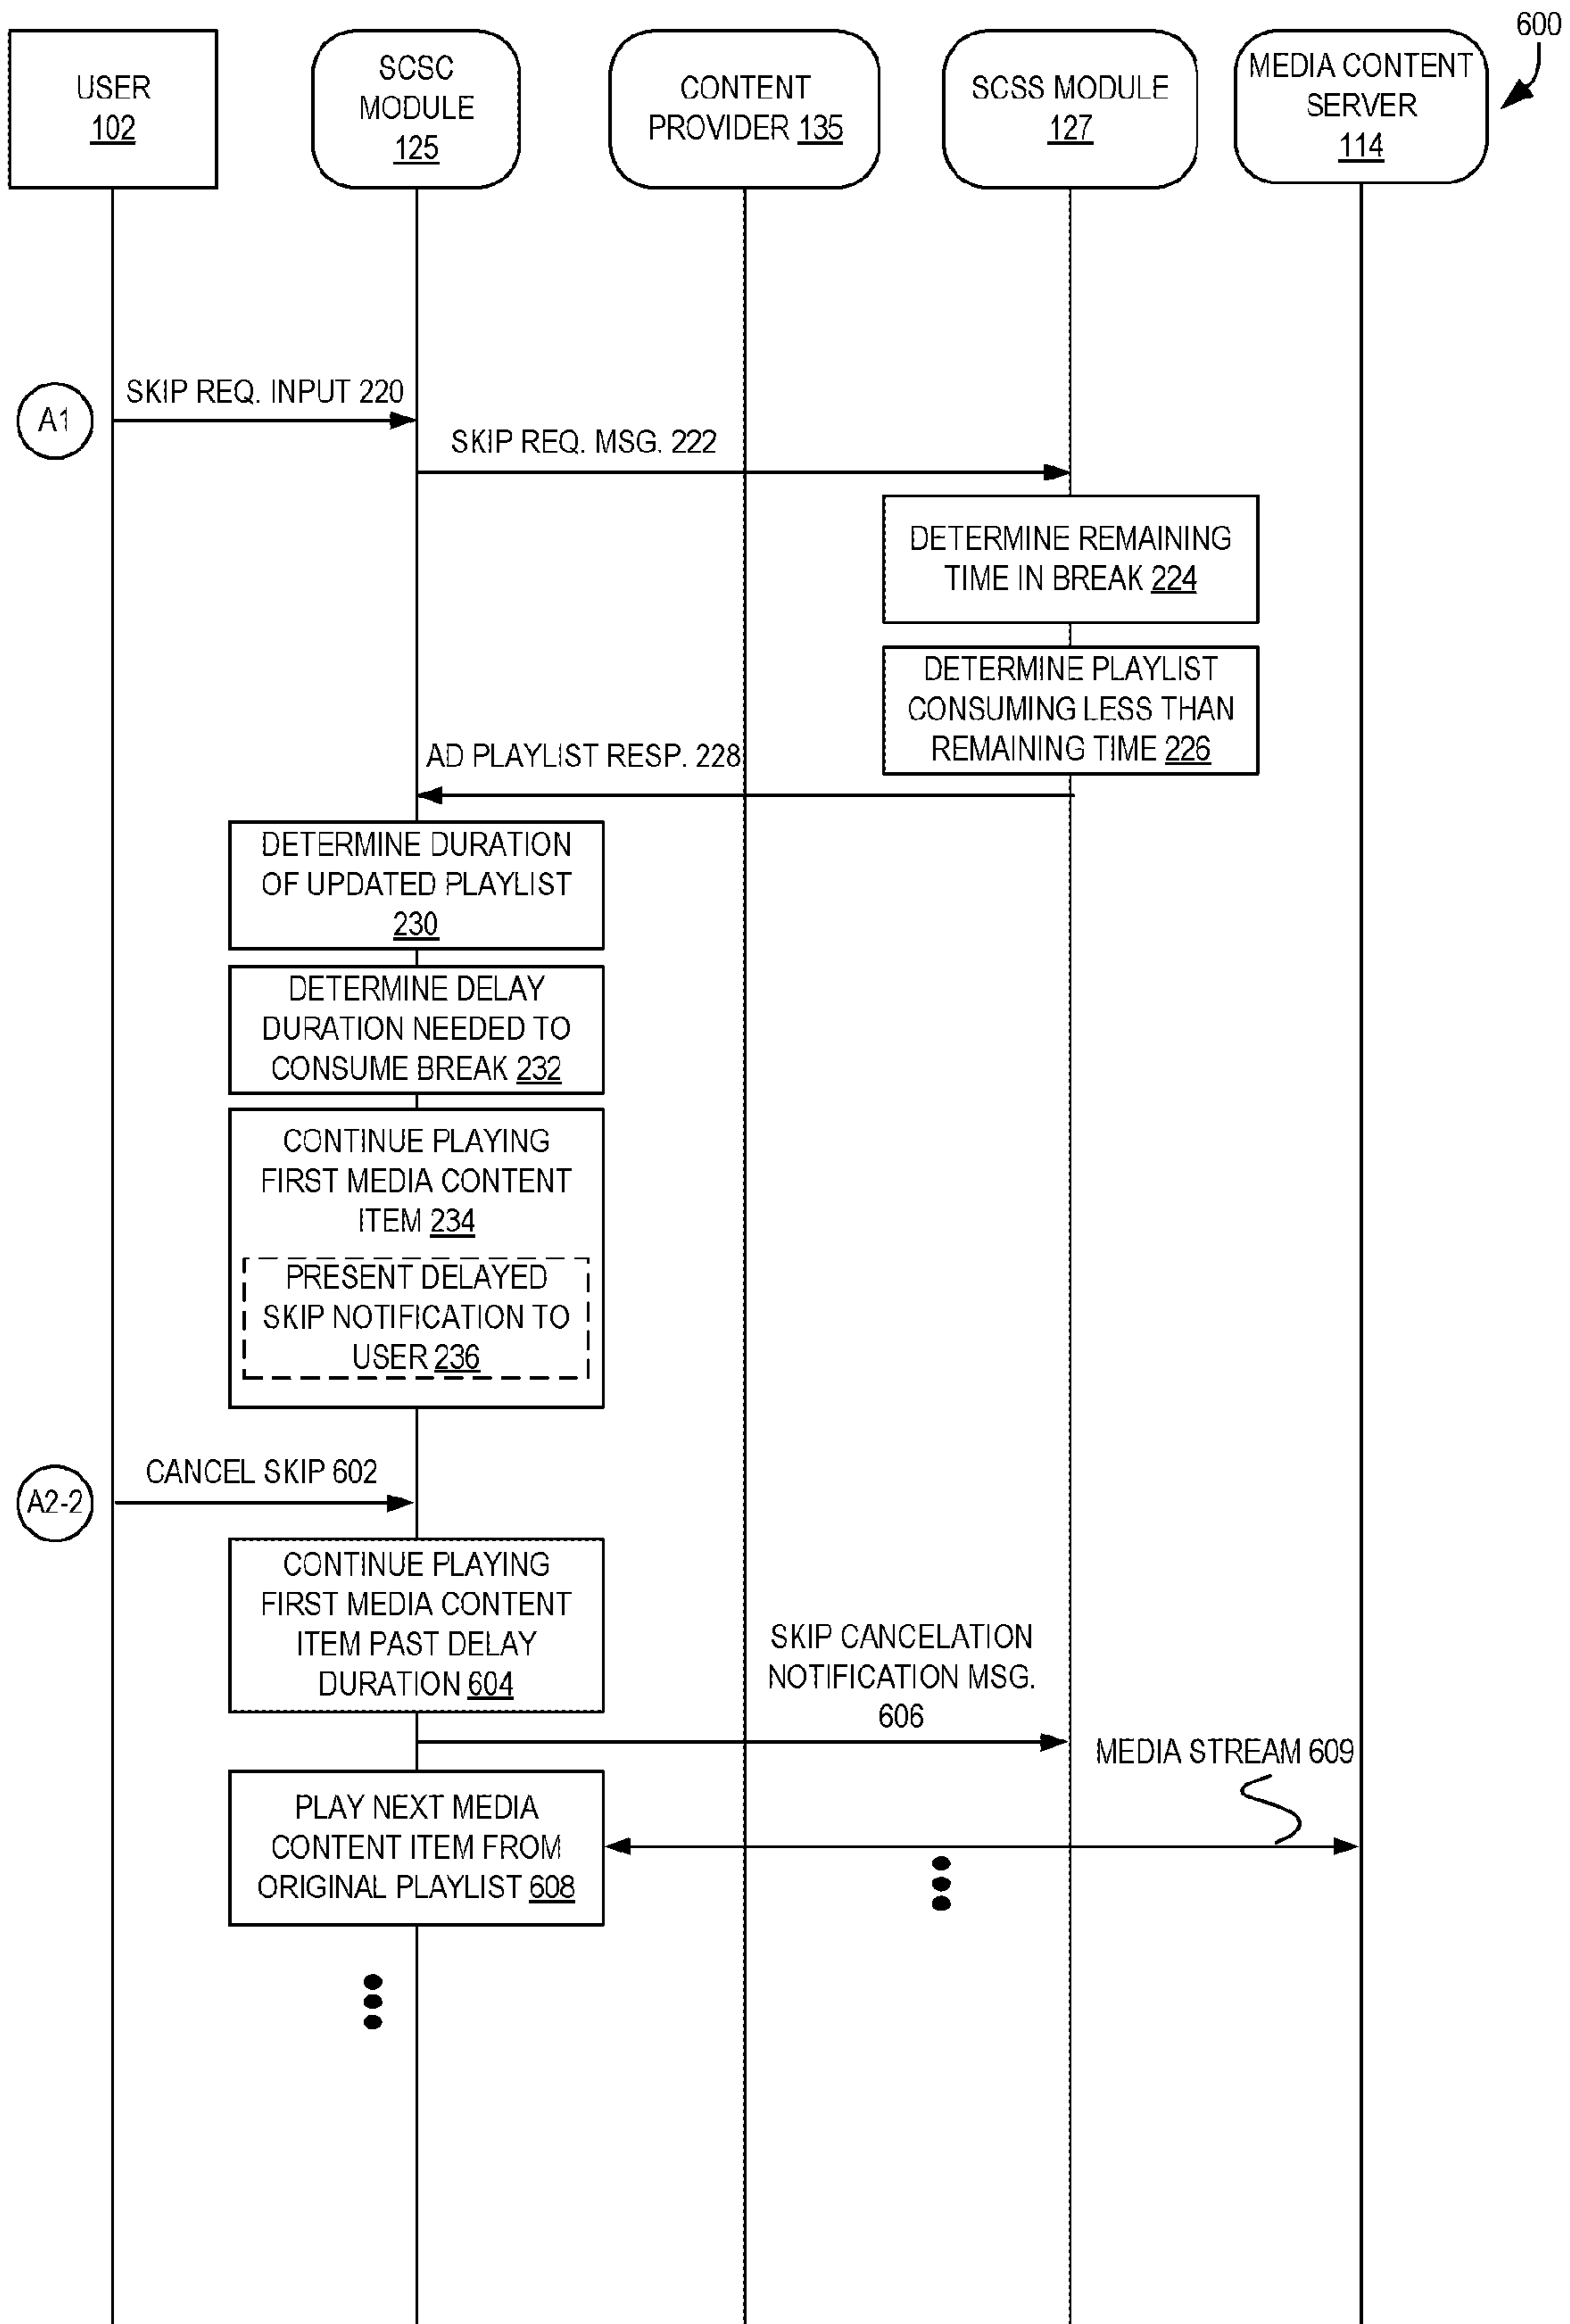 600
USER
102
SCSC
MODULE
125
CONTENT
PROVIDER 135
SCSS MODULE
127
MEDIA CONTENT
SERVER
114
A1
SKIP REQ. INPUT 220
SKIP REQ. MSG. 222
DETERMINE REMAINING
TIME IN BREAK 224
DETERMINE PLAYLIST
CONSUMING LESS THAN
REMAINING TIME 226
AD PLAYLIST RESP. 228
DETERMINE DURATION
OF UPDATED PLAYLIST
230
DETERMINE DELAY
DURATION NEEDED TO
CONSUME BREAK 232
CONTINUE PLAYING
FIRST MEDIA CONTENT
ITEM 234
PRESENT DELAYED
SKIP NOTIFICATION TO
USER 236
A2-2
CANCEL SKIP 602
CONTINUE PLAYING
FIRST MEDIA CONTENT
ITEM PAST DELAY
DURATION 604
SKIP CANCELATION
NOTIFICATION MSG.
606
MEDIA STREAM 609
PLAY NEXT MEDIA
CONTENT ITEM FROM
ORIGINAL PLAYLIST 608